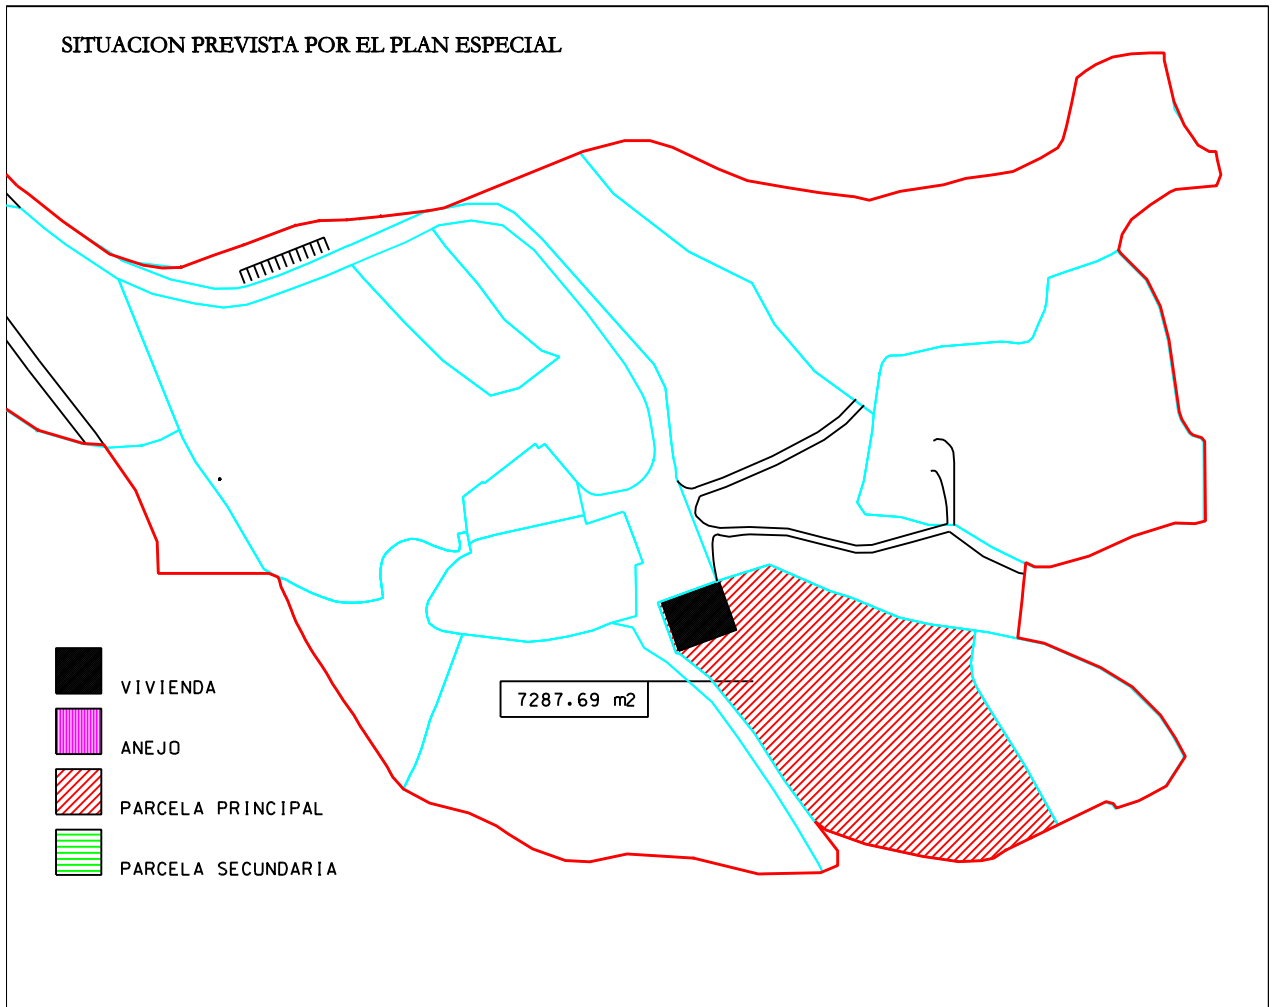 SITUACION PREVISTA POR EL PLAN ESPECIAL
7287.69 m2
VIVIENDA
ANEJO
PARCELA PRINCIPAL
PARCELA SECUNDARIA